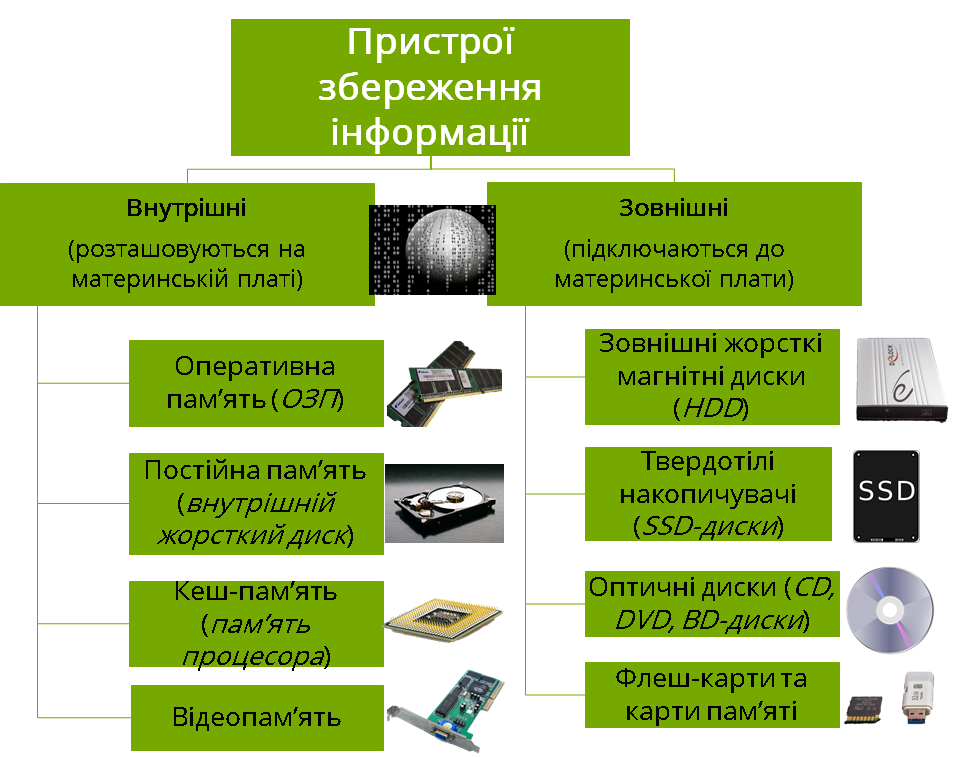 Пристрої
збереження
інформації
Внутрішні
(розташовуються на
материнській платі)
Зовнішні
(підключаються до
материнської плати)
Оперативна
пам’ять (ОЗП)
Постійна пам’ять
(внутрішній
жорсткий диск)
Кеш-пам’ять
(пам’ять
процесора)
Відеопам’ять
Зовнішні жорсткі
магнітні диски
(HDD)
DeLOCK
Твердотілі
накопичувачі
(SSD-диски)
SSD
Оптичні диски (CD,
DVD, BD-диски)
Флеш-карти та
карти пам’яті